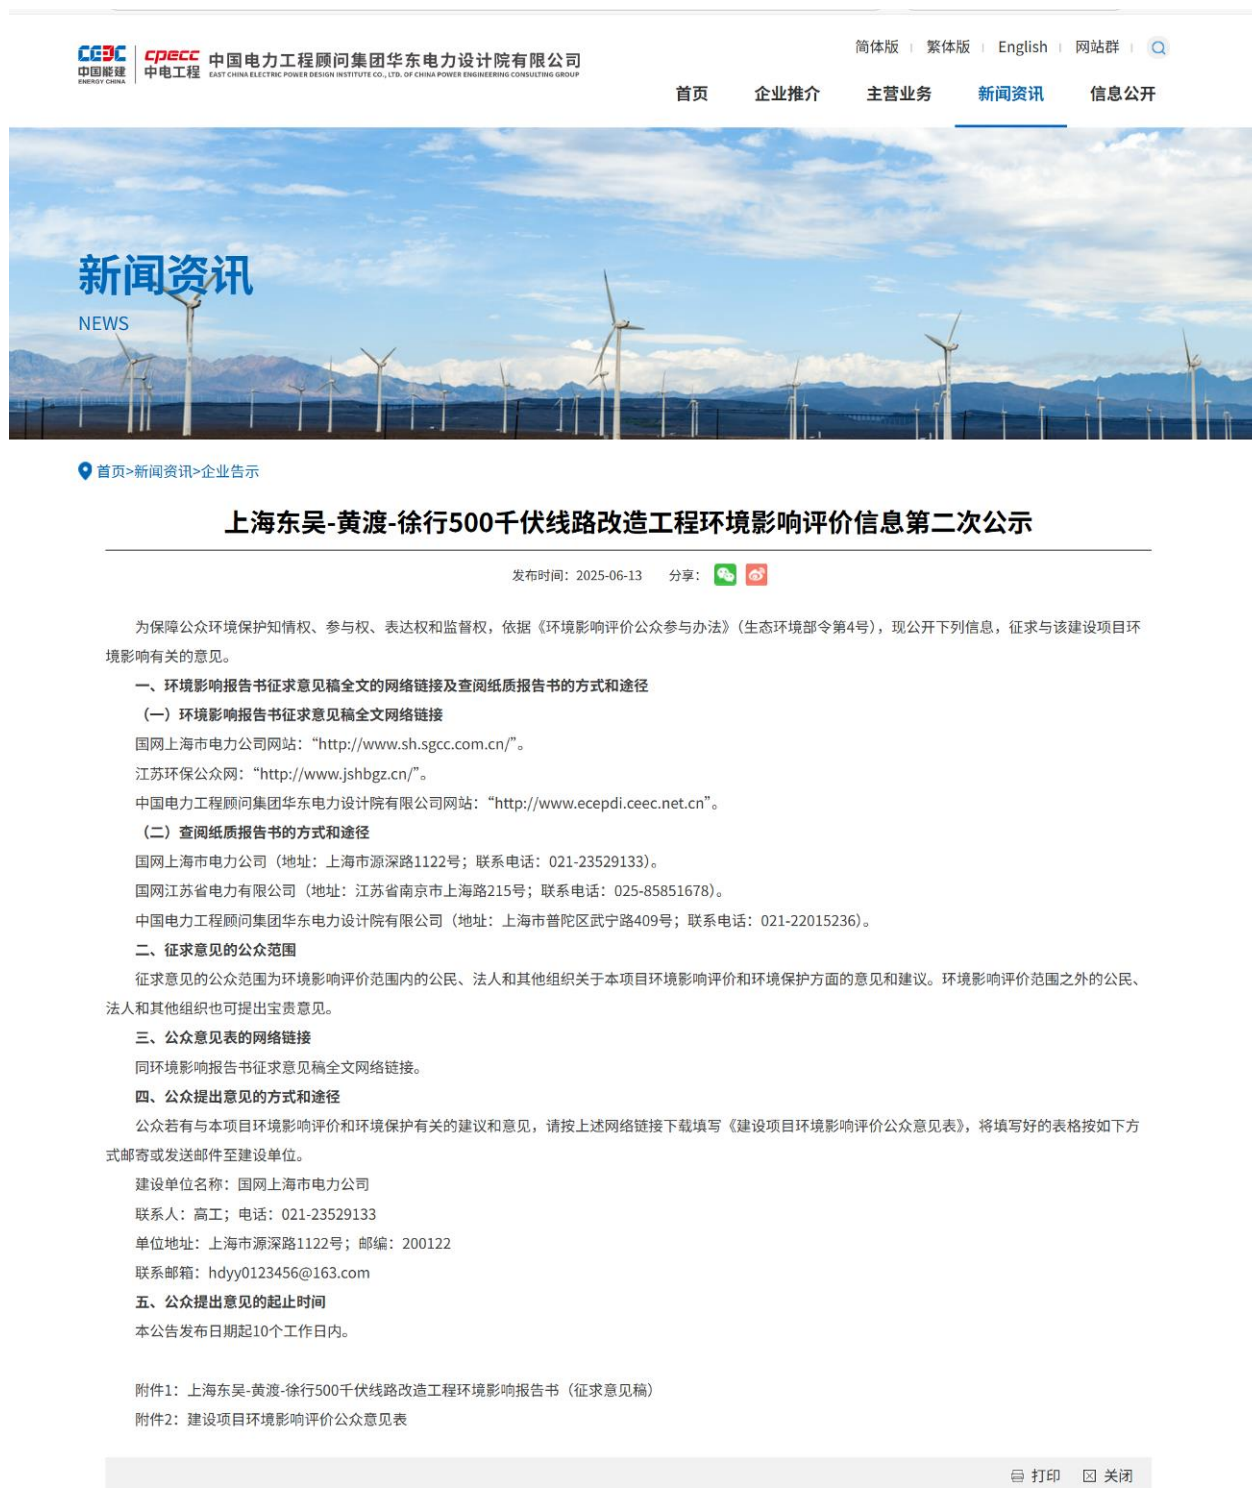 简体版 | 繁体版 | English | 网站群
CEEC 中国能建 ENERGY CHINA
cpecc 中电工程
中国电力工程顾问集团华东电力设计院有限公司
EAST CHINA ELECTRIC POWER DESIGN INSTITUTE CO., LTD. OF CHINA POWER ENGINEERING CONSULTING GROUP
首页 企业推介 主营业务 新闻资讯 信息公开
新闻资讯
NEWS
首页>新闻资讯>企业告示
上海东吴-黄渡-徐行500千伏线路改造工程环境影响评价信息第二次公示
发布时间：2025-06-13 分享：
为保障公众环境保护知情权、参与权、表达权和监督权，依据《环境影响评价公众参与办法》（生态环境部令第4号），现公开下列信息，征求与该建设项目环
境影响有关的意见。
一、环境影响报告书征求意见稿全文的网络链接及查阅纸质报告书的方式和途径
（一）环境影响报告书征求意见稿全文网络链接
国网上海市电力公司网站：“http://www.sh.sgcc.com.cn/”。
江苏环保公众网：“http://www.jshbgz.cn/”。
中国电力工程顾问集团华东电力设计院有限公司网站：“http://www.ecepdi.ceec.net.cn”。
（二）查阅纸质报告书的方式和途径
国网上海市电力公司（地址：上海市源深路1122号；联系电话：021-23529133）。
国网江苏省电力有限公司（地址：江苏省南京市上海路215号；联系电话：025-85851678）。
中国电力工程顾问集团华东电力设计院有限公司（地址：上海市普陀区武宁路409号；联系电话：021-22015236）。
二、征求意见的公众范围
征求意见的公众范围为环境影响评价范围内的公民、法人和其他组织关于本项目环境影响评价和环境保护方面的意见和建议。环境影响评价范围之外的公民、
法人和其他组织也可提出宝贵意见。
三、公众意见表的网络链接
同环境影响报告书征求意见稿全文网络链接。
四、公众提出意见的方式和途径
公众若有与本项目环境影响评价和环境保护有关的建议和意见，请按上述网络链接下载填写《建设项目环境影响评价公众意见表》，将填写好的表格按如下方
式邮寄或发送邮件至建设单位。
建设单位名称：国网上海市电力公司
联系人：高工；电话：021-23529133
单位地址：上海市源深路1122号；邮编：200122
联系邮箱：hdyy0123456@163.com
五、公众提出意见的起止时间
本公告发布日期起10个工作日内。
附件1：上海东吴-黄渡-徐行500千伏线路改造工程环境影响报告书（征求意见稿）
附件2：建设项目环境影响评价公众意见表
打印 关闭